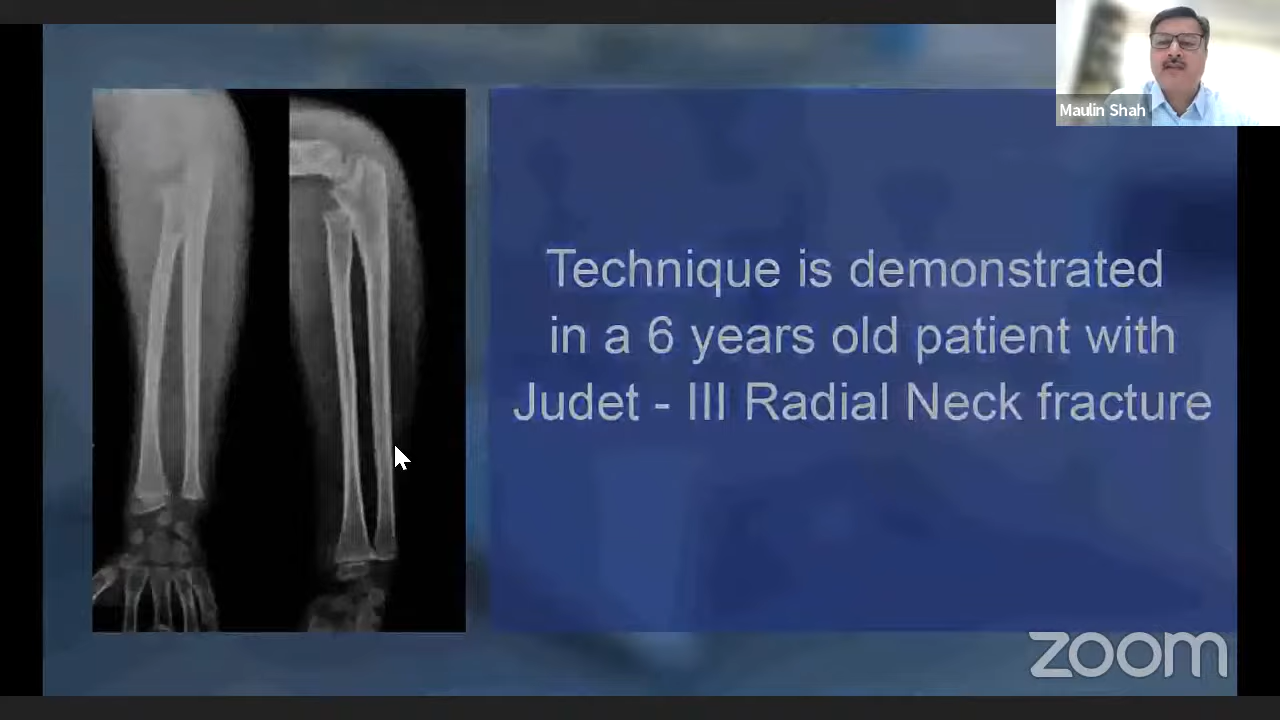 Maulin Shah
Technique is demonstrated
in a 6 years old patient with
Judet - III Radial Neck fracture
zoom